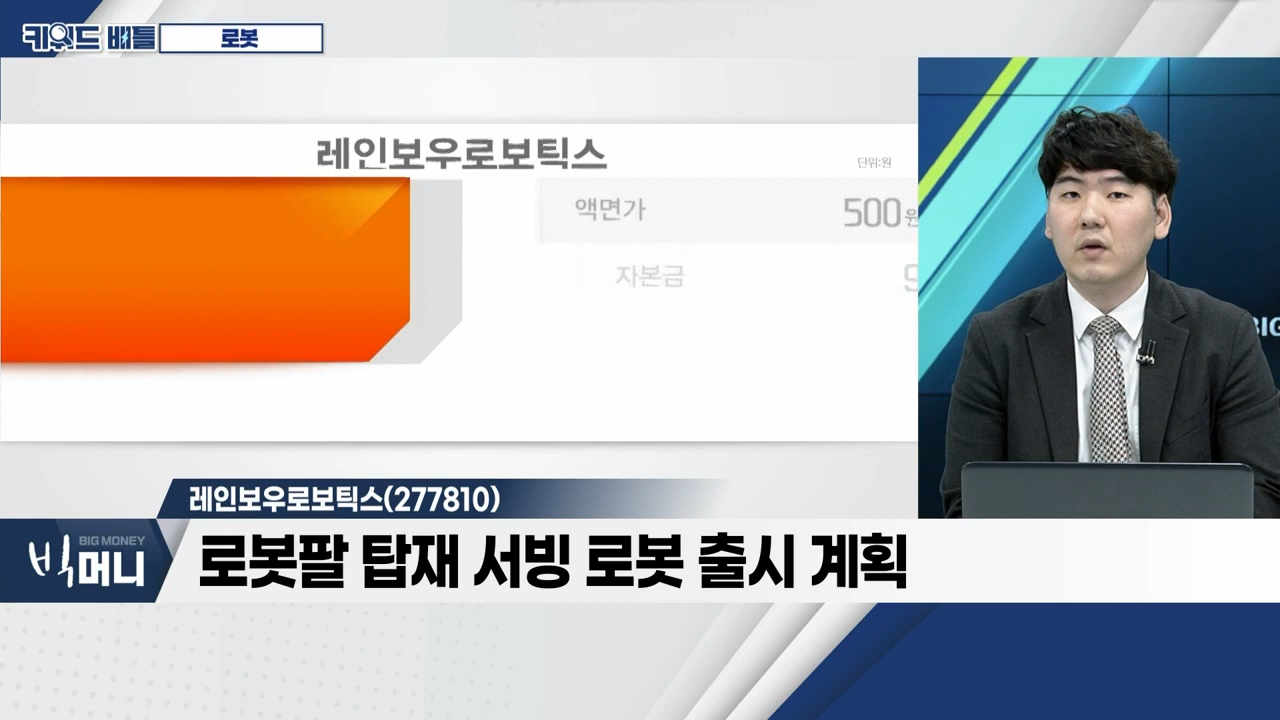 키워드 배틀
로봇
레인보우로보틱스
단위:원
액면가 500원
자본금 9
BIG
레인보우로보틱스(277810)
BIG MONEY
빅머니
로봇팔 탑재 서빙 로봇 출시 계획